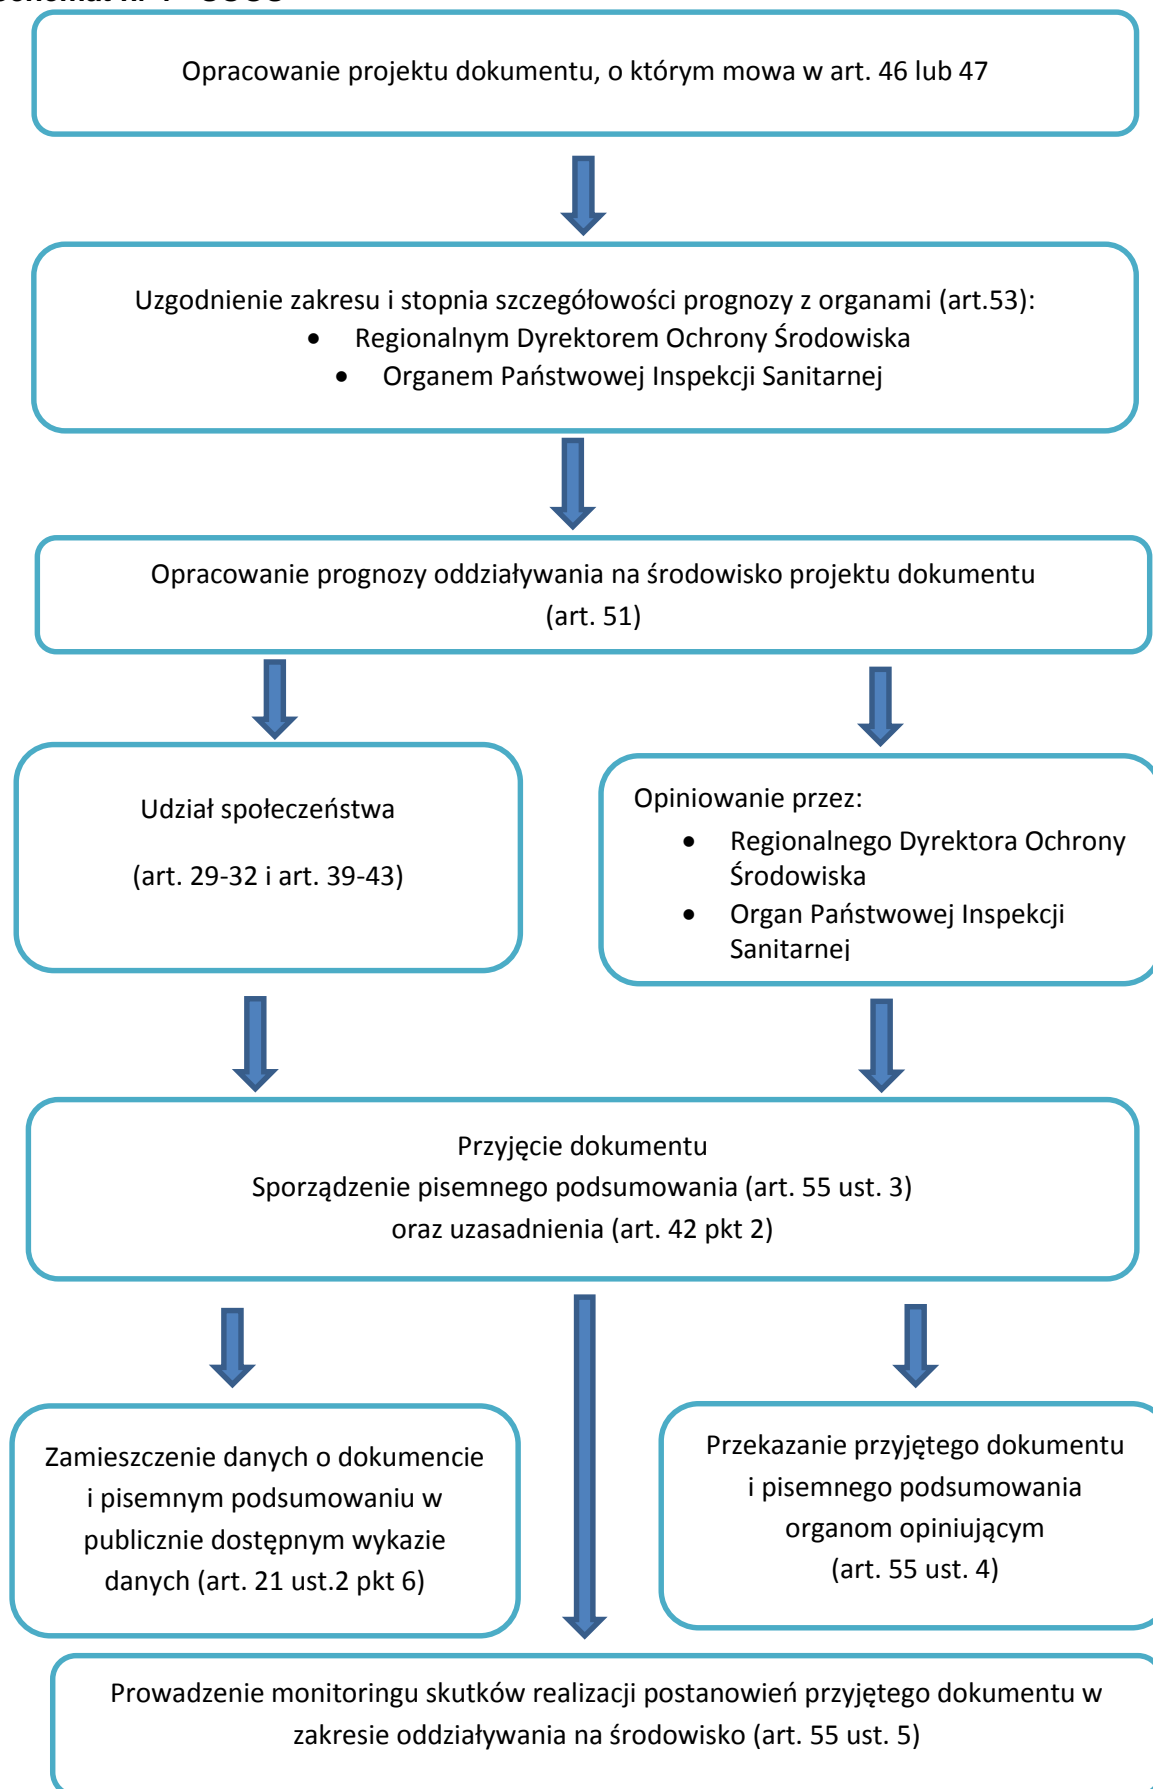 Opracowanie projektu dokumentu, o którym mowa w art. 46 lub 47
Uzgodnienie zakresu i stopnia szczegółowości prognozy z organami (art.53):
• Regionalnym Dyrektorem Ochrony Środowiska
• Organem Państwowej Inspekcji Sanitarnej
Opracowanie prognozy oddziaływania na środowisko projektu dokumentu
(art. 51)
Udział społeczeństwa
(art. 29-32 i art. 39-43)
Opiniowanie przez:
• Regionalnego Dyrektora Ochrony
Środowiska
• Organ Państwowej Inspekcji
Sanitarnej
Przyjęcie dokumentu
Sporządzenie pisemnego podsumowania (art. 55 ust. 3)
oraz uzasadnienia (art. 42 pkt 2)
Zamieszczenie danych o dokumencie
i pisemnym podsumowaniu w
publicznie dostępnym wykazie
danych (art. 21 ust.2 pkt 6)
Przekazanie przyjętego dokumentu
i pisemnego podsumowania
organom opiniującym
(art. 55 ust. 4)
Prowadzenie monitoringu skutków realizacji postanowień przyjętego dokumentu w
zakresie oddziaływania na środowisko (art. 55 ust. 5)